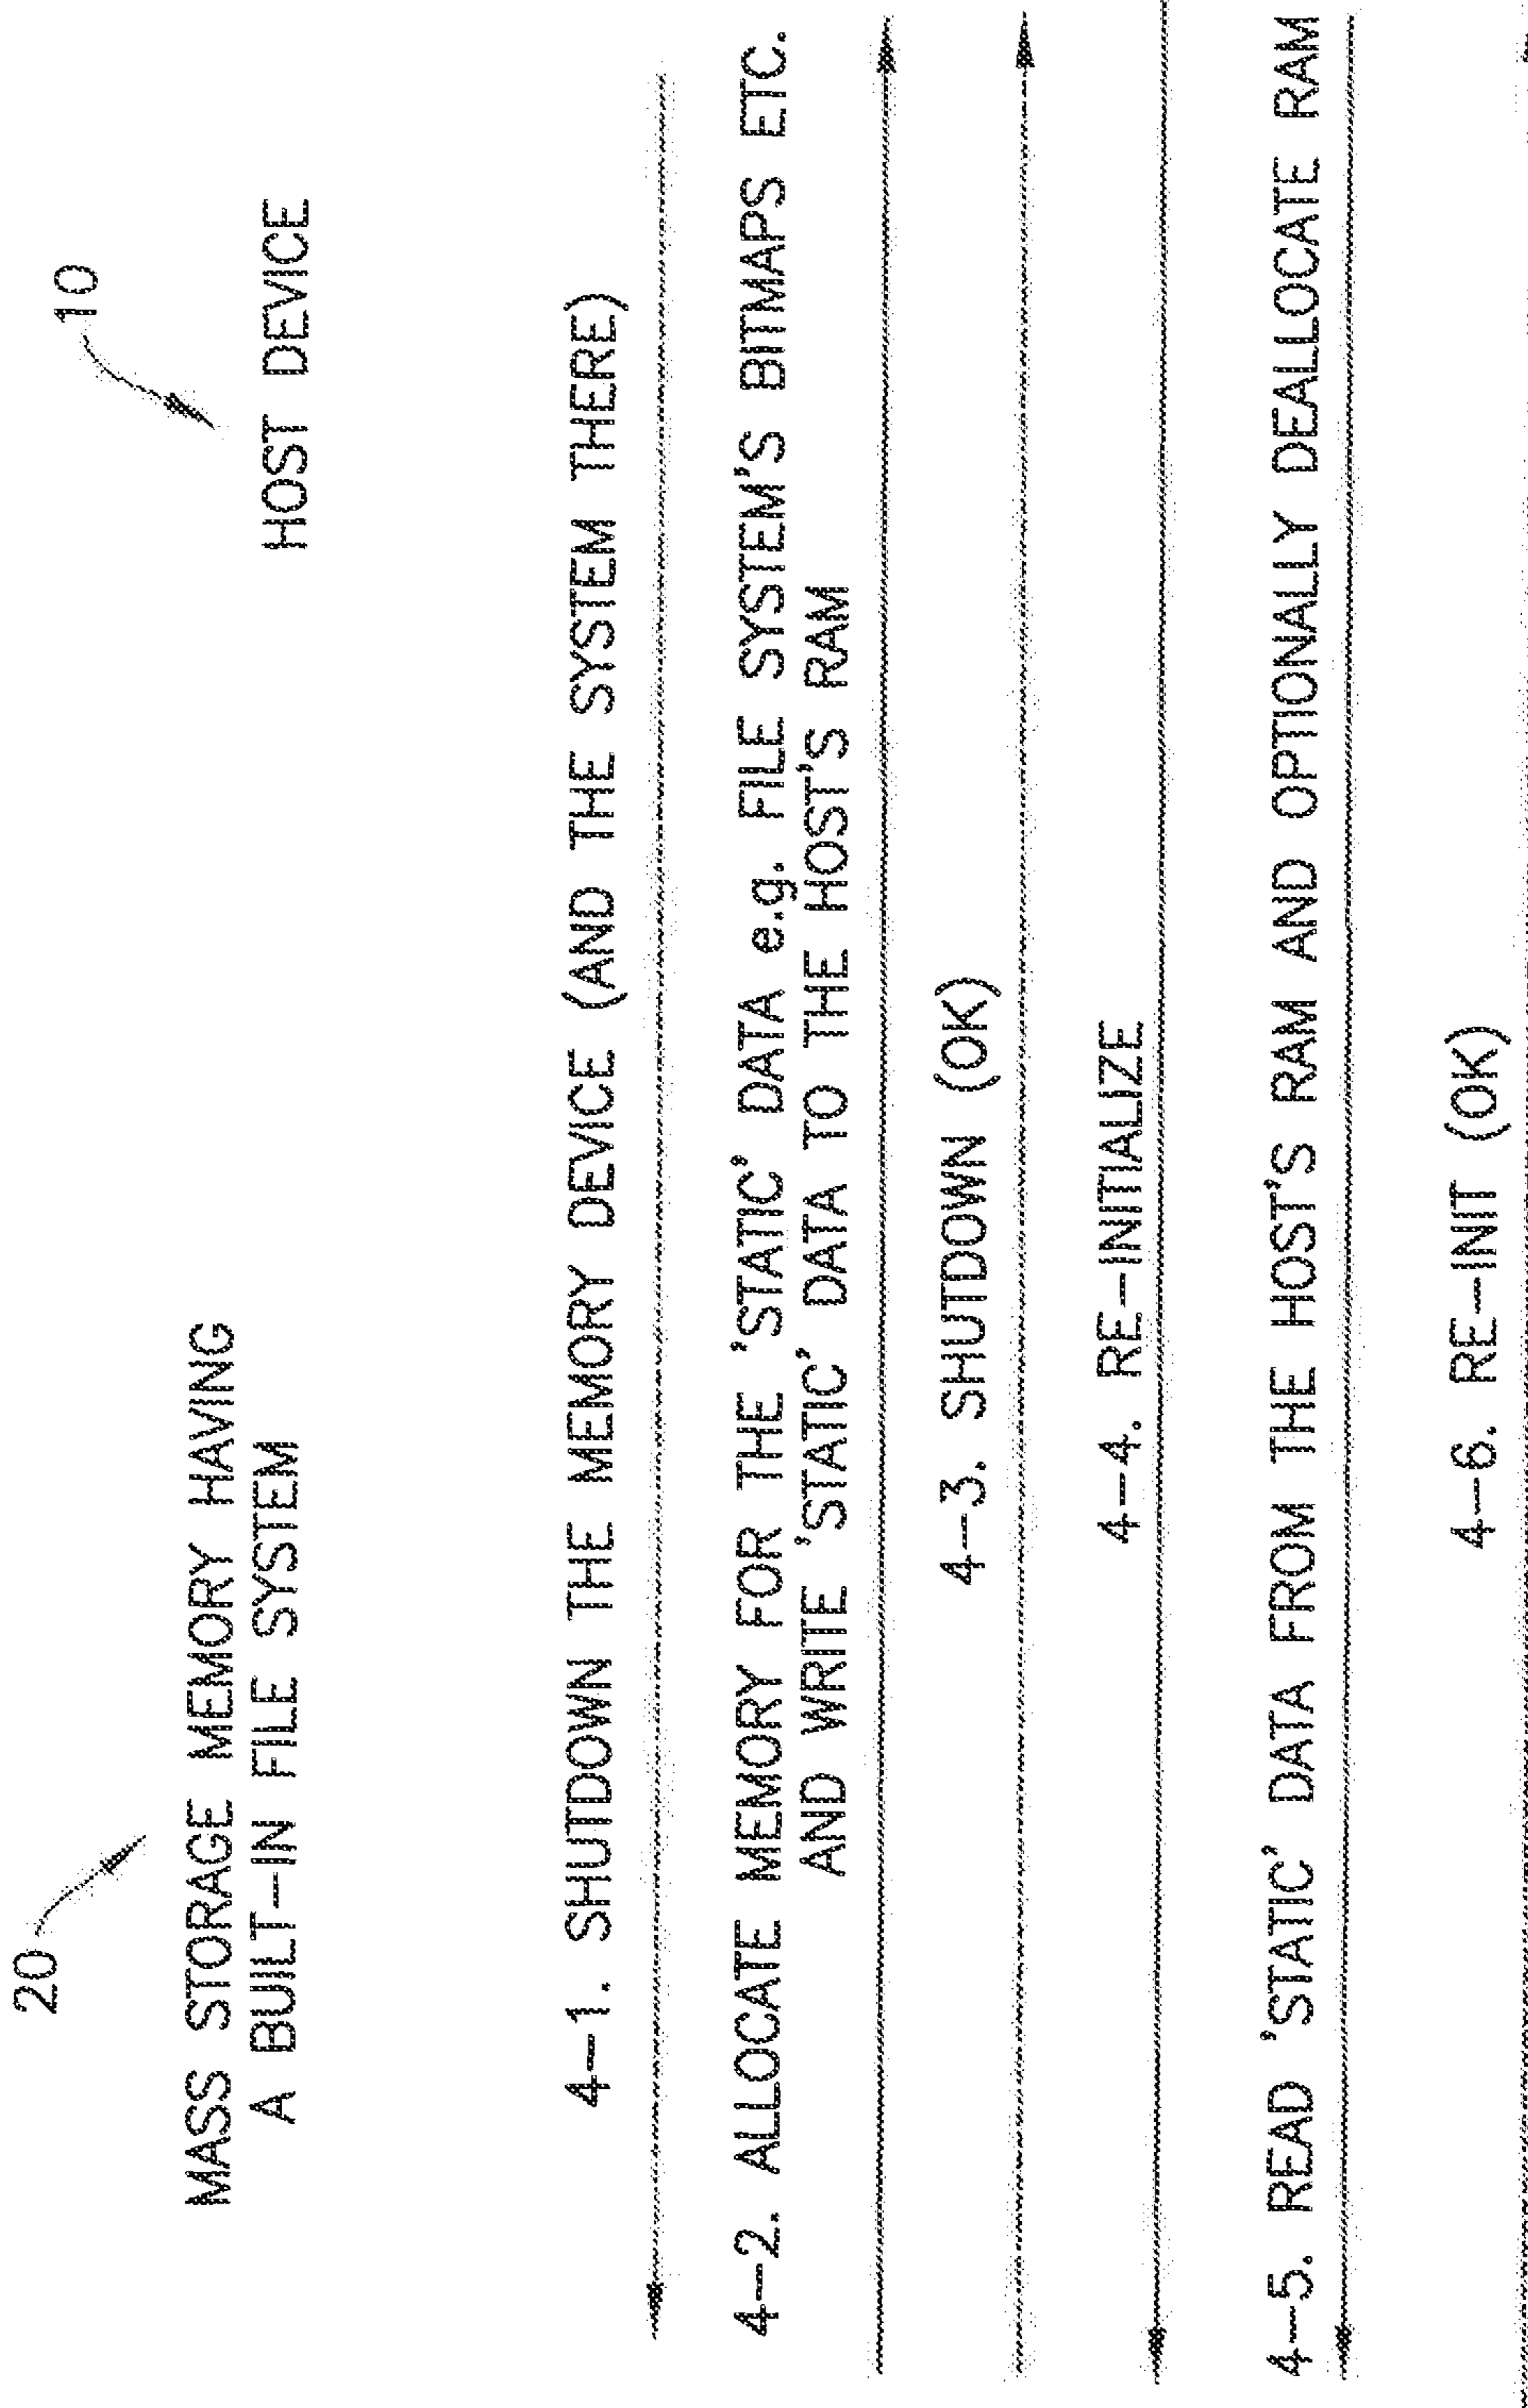 20
10
MASS STORAGE MEMORY HAVING
A BUILT-IN FILE SYSTEM
HOST DEVICE
4-1. SHUTDOWN THE MEMORY DEVICE (AND THE SYSTEM THERE)
4-2. ALLOCATE MEMORY FOR THE 'STATIC' DATA e.g. FILE SYSTEM'S BITMAPS ETC.
AND WRITE 'STATIC' DATA TO THE HOST'S RAM
4-3. SHUTDOWN (OK)
4-4. RE-INITIALIZE
4-5. READ 'STATIC' DATA FROM THE HOST'S RAM AND OPTIONALLY DEALLOCATE RAM
4-6. RE-INIT (OK)